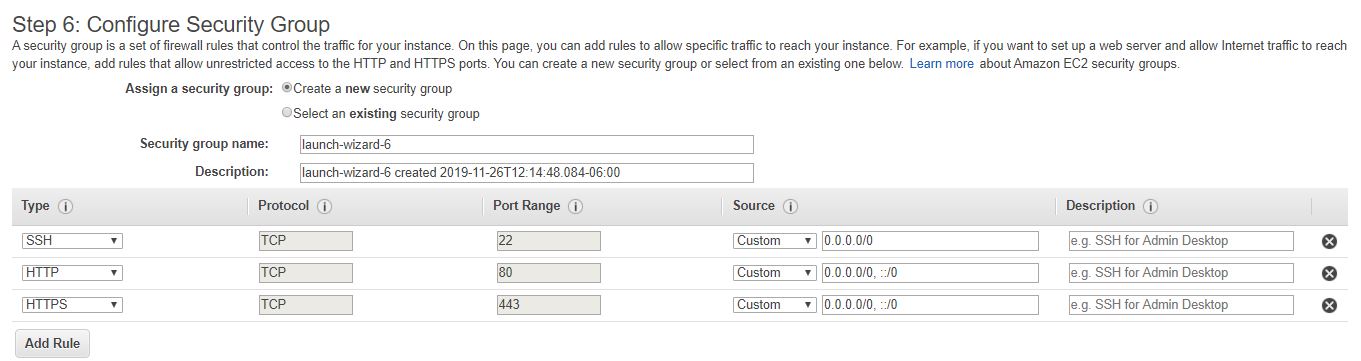 Step 6: Configure Security Group
A security group is a set of firewall rules that control the traffic for your instance. On this page, you can add rules to allow specific traffic to reach your instance. For example, if you want to set up a web server and allow Internet traffic to reach
your instance, add rules that allow unrestricted access to the HTTP and HTTPS ports. You can create a new security group or select from an existing one below. Learn more about Amazon EC2 security groups.
Assign a security group: Create a new security group
Select an existing security group
Security group name: launch-wizard-6
Description: launch-wizard-6 created 2019-11-26T12:14:48.084-06:00
Type i Protocol i Port Range i Source i Description i
SSH TCP 22 Custom 0.0.0.0/0 e.g. SSH for Admin Desktop
HTTP TCP 80 Custom 0.0.0.0/0, ::/0 e.g. SSH for Admin Desktop
HTTPS TCP 443 Custom 0.0.0.0/0, ::/0 e.g. SSH for Admin Desktop
Add Rule